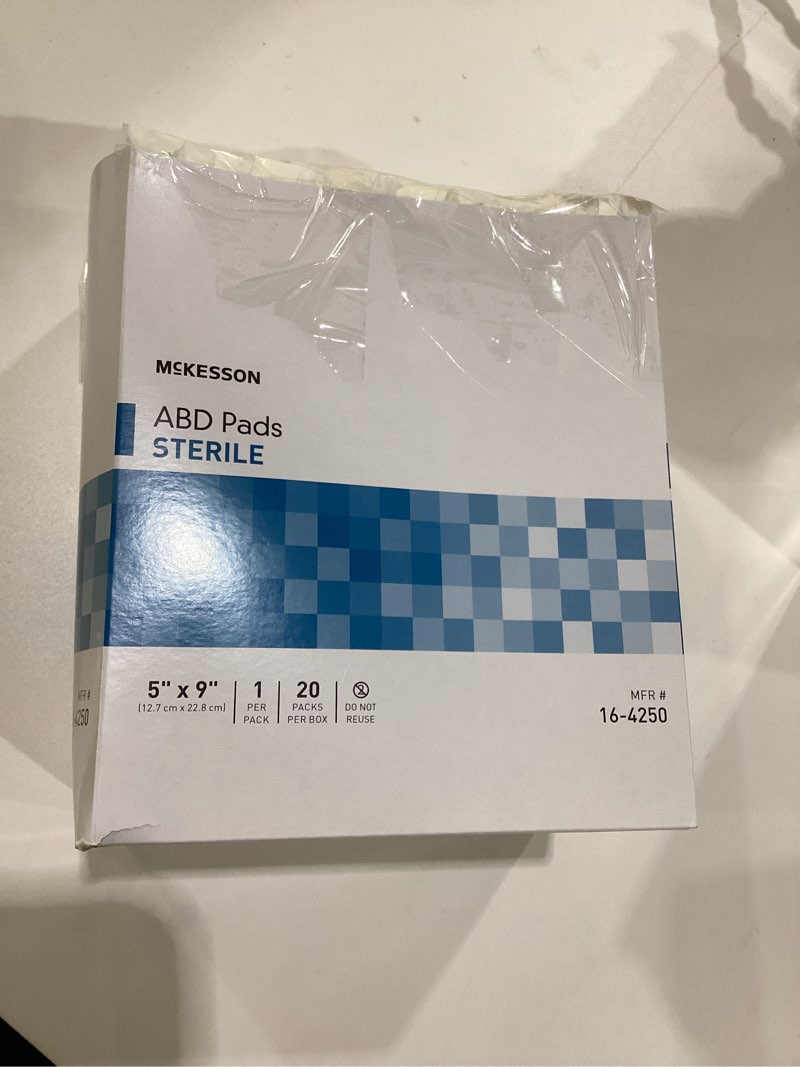 McKESSON
ABD Pads
STERILE
5" x 9"
(12.7 cm x 22.8 cm)
1
PER
PACK
20
PACKS
PER BOX
2
DO NOT
REUSE
MFR #
16-4250
MFR #
-4250